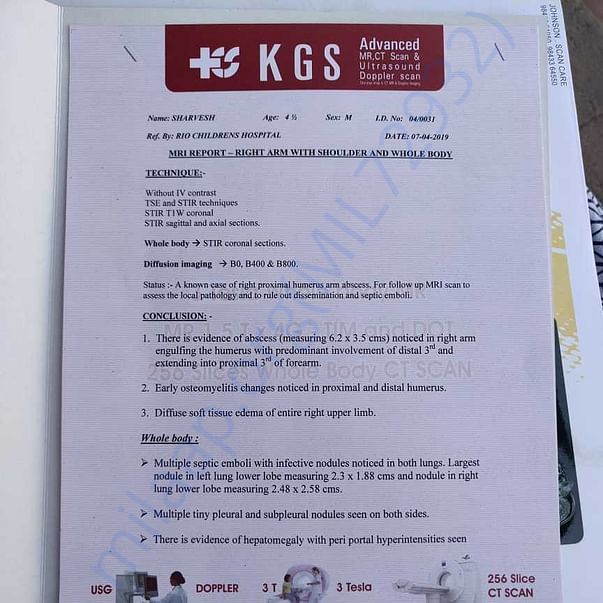 KGS
Advanced
MR,CT Scan &
Ultrasound
Doppler scan
JOHNSON SCAN CARE
98433 64550
Name: SHARVESH Age: 4 ½ Sex: M I.D. No: 04/0031
Ref. By: RIO CHILDRENS HOSPITAL DATE: 07-04-2019
MRI REPORT – RIGHT ARM WITH SHOULDER AND WHOLE BODY
TECHNIQUE:-
Without IV contrast
TSE and STIR techniques
STIR T1W coronal
STIR sagittal and axial sections.
Whole body → STIR coronal sections.
Diffusion imaging → B0, B400 & B800.
Status :- A known case of right proximal humerus arm abscess. For follow up MRI scan to
assess the local pathology and to rule out dissemination and septic emboli.
CONCLUSION: -
1. There is evidence of abscess (measuring 6.2 x 3.5 cms) noticed in right arm
engulfing the humerus with predominant involvement of distal 3rd and
extending into proximal 3rd of forearm.
256 Slices Whole Body CT SCAN
2. Early osteomyelitis changes noticed in proximal and distal humerus.
3. Diffuse soft tissue edema of entire right upper limb.
Whole body :
➢ Multiple septic emboli with infective nodules noticed in both lungs. Largest
nodule in left lung lower lobe measuring 2.3 x 1.88 cms and nodule in right
lung lower lobe measuring 2.48 x 2.58 cms.
➢ Multiple tiny pleural and subpleural nodules seen on both sides.
➢ There is evidence of hepatomegaly with peri portal hyperintensities seen
USG DOPPLER 3 T 3 Tesla 256 Slice
CT SCAN